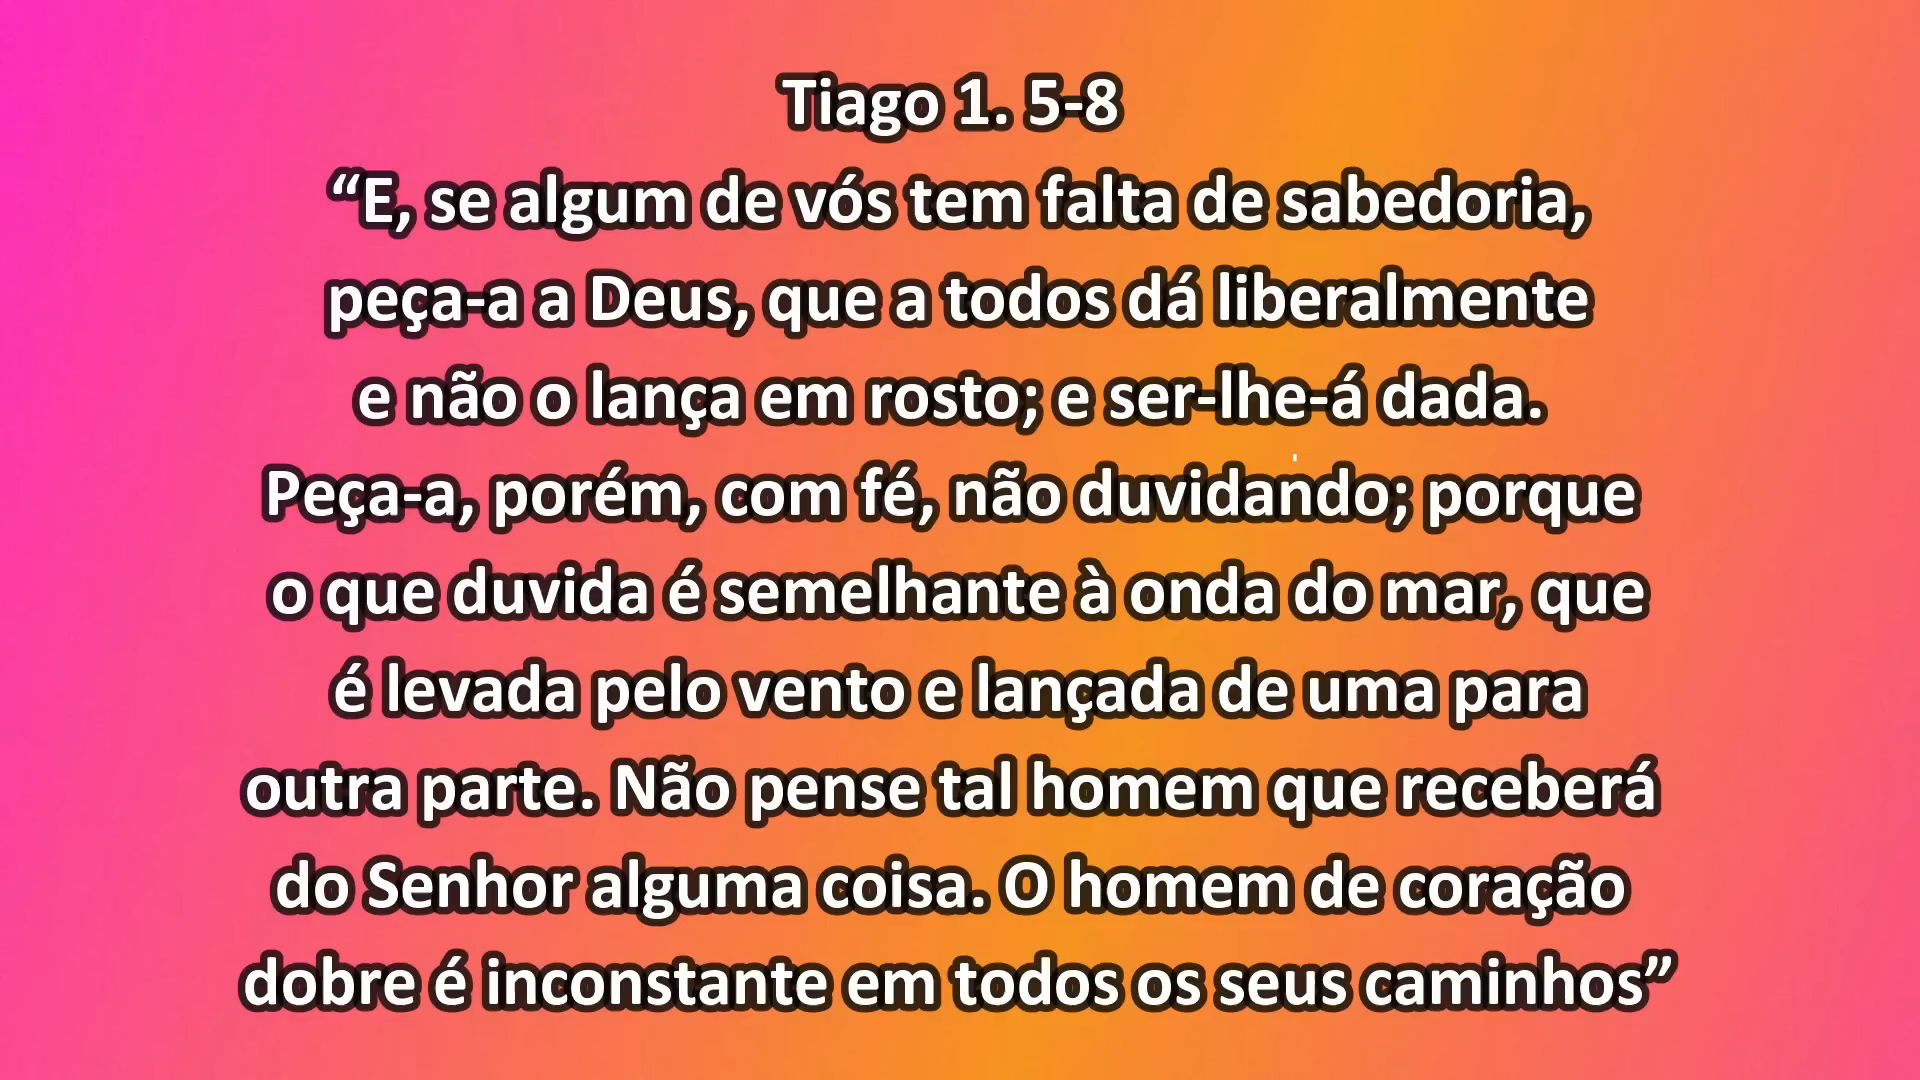 Tiago 1. 5-8
“E, se algum de vós tem falta de sabedoria,
peça-a a Deus, que a todos dá liberalmente
e não o lança em rosto; e ser-lhe-á dada.
Peça-a, porém, com fé, não duvidando; porque
o que duvida é semelhante à onda do mar, que
é levada pelo vento e lançada de uma para
outra parte. Não pense tal homem que receberá
do Senhor alguma coisa. O homem de coração
dobre é inconstante em todos os seus caminhos”